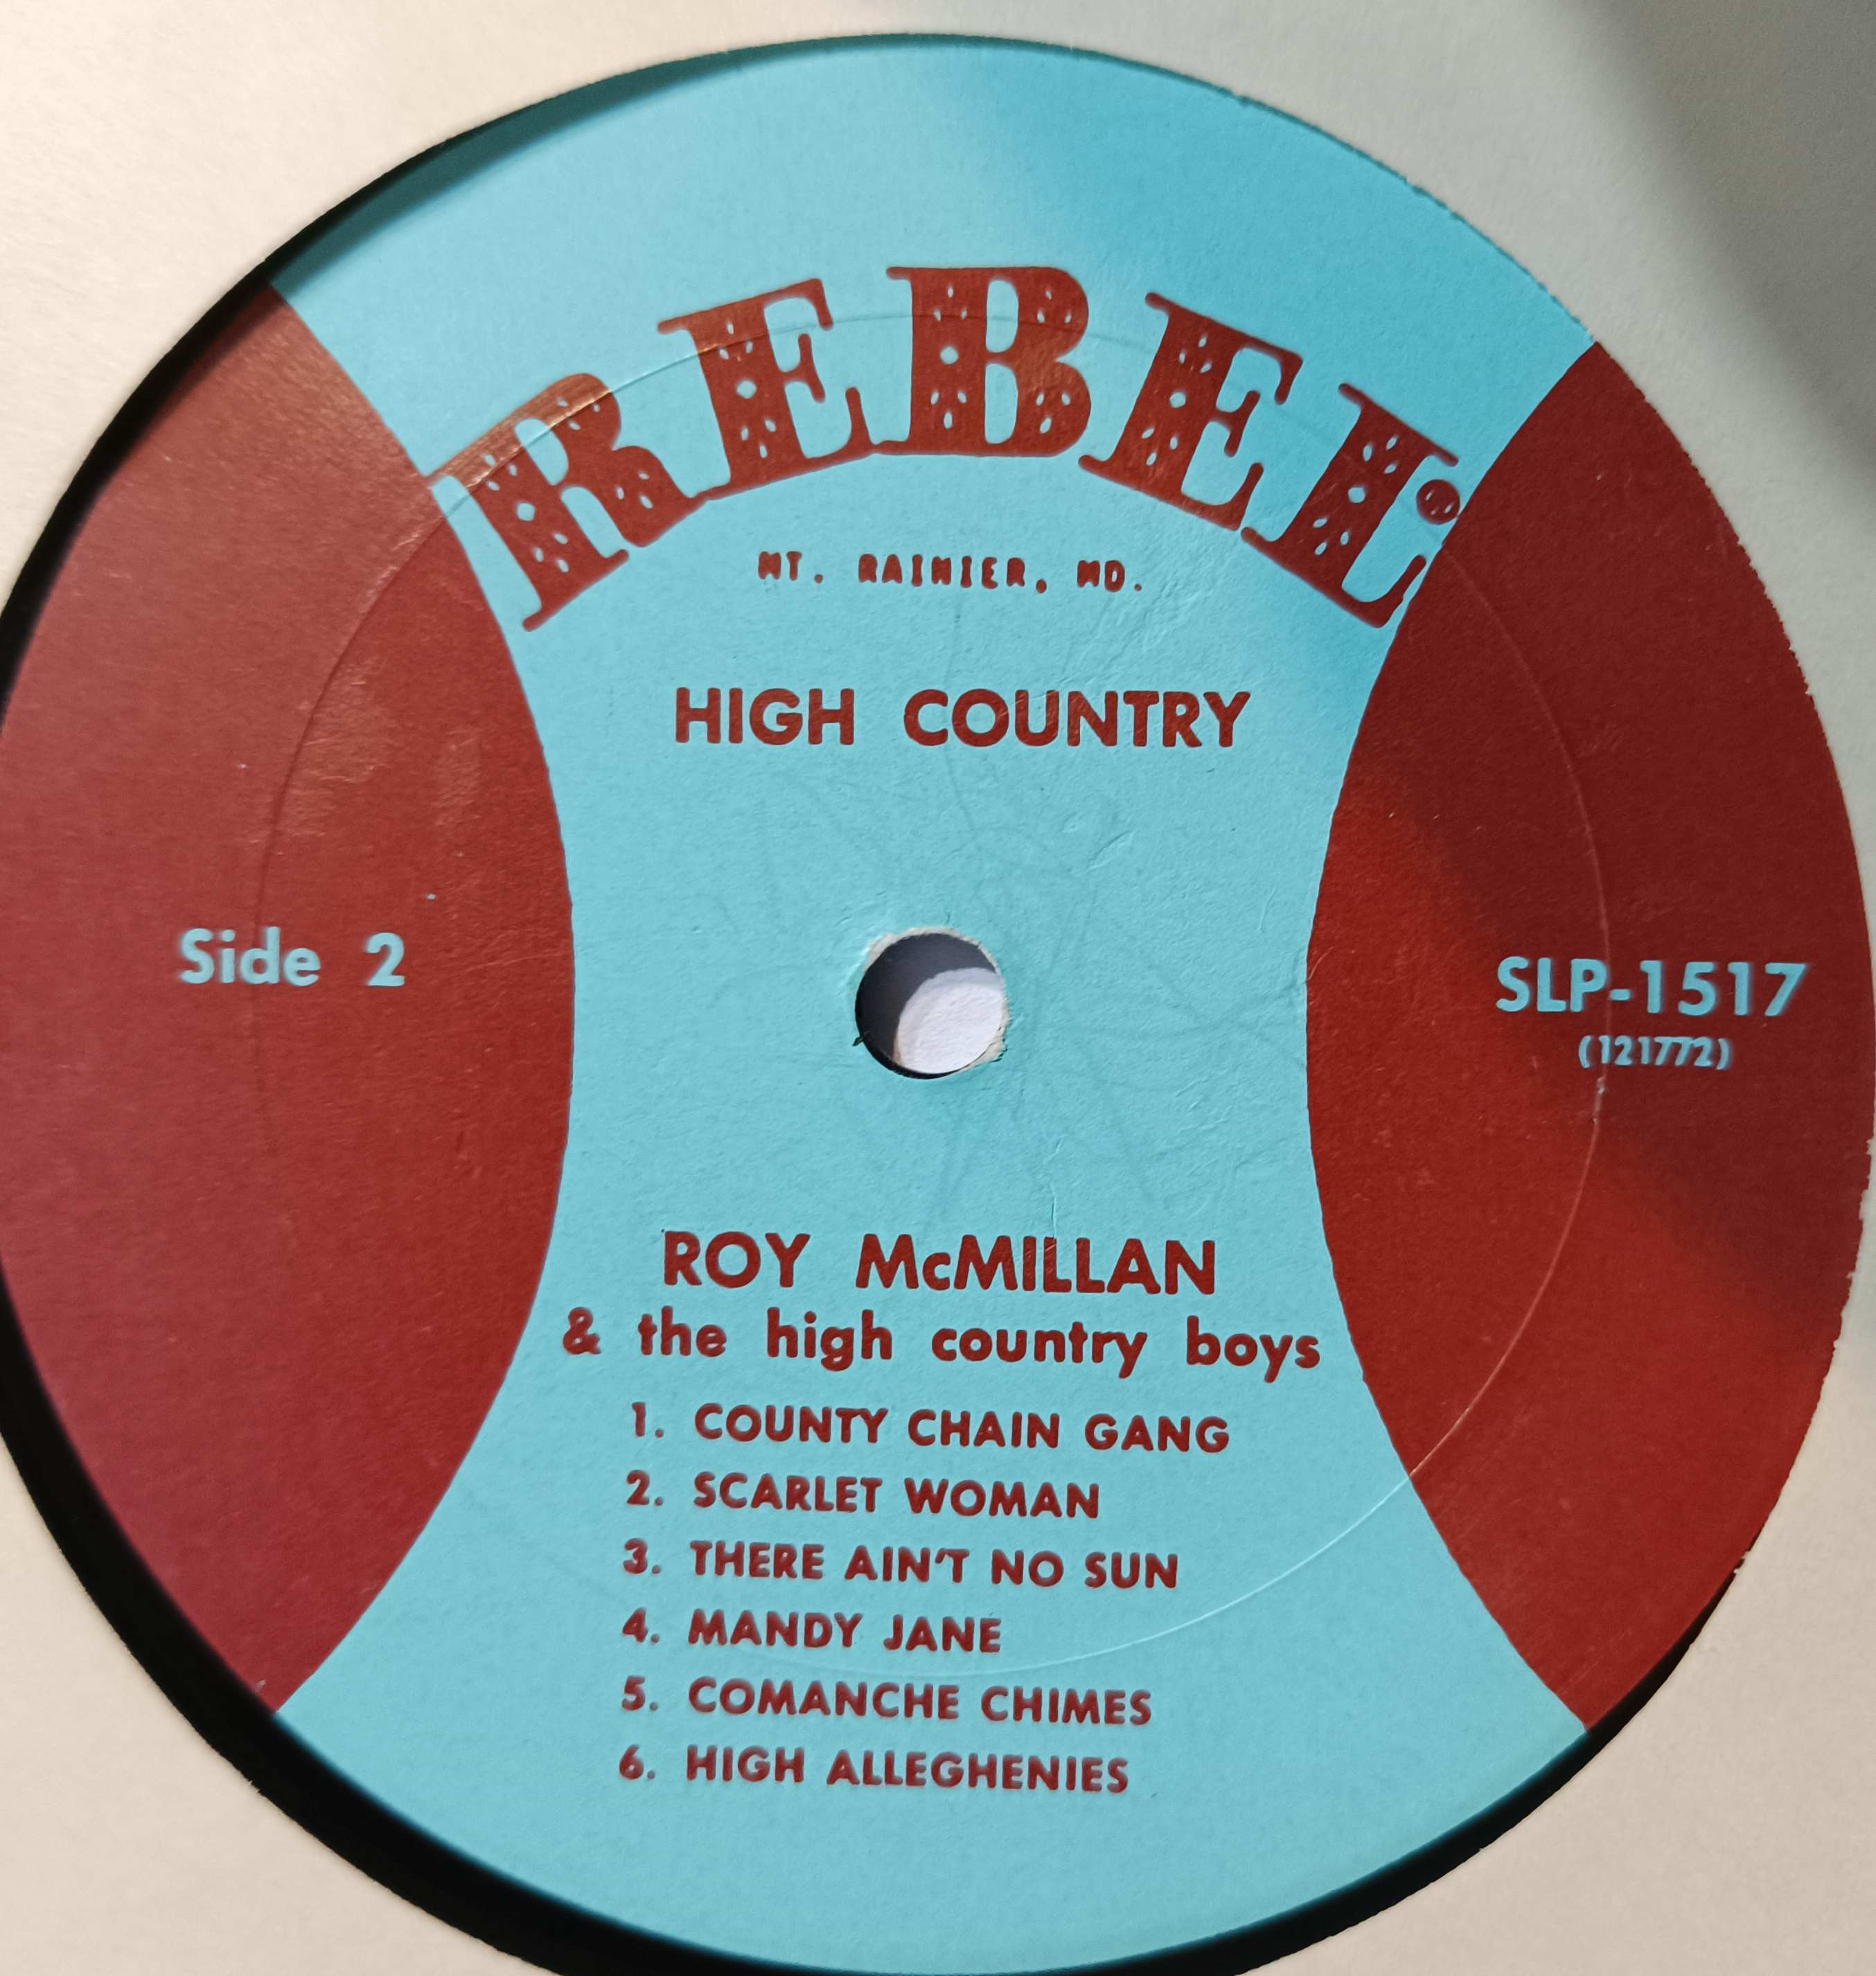 REBEL
MT. RAINIER, MD.
HIGH COUNTRY
Side 2
SLP-1517
(121772)
ROY McMILLAN
& the high country boys
1. COUNTY CHAIN GANG
2. SCARLET WOMAN
3. THERE AIN'T NO SUN
4. MANDY JANE
5. COMANCHE CHIMES
6. HIGH ALLEGHENIES